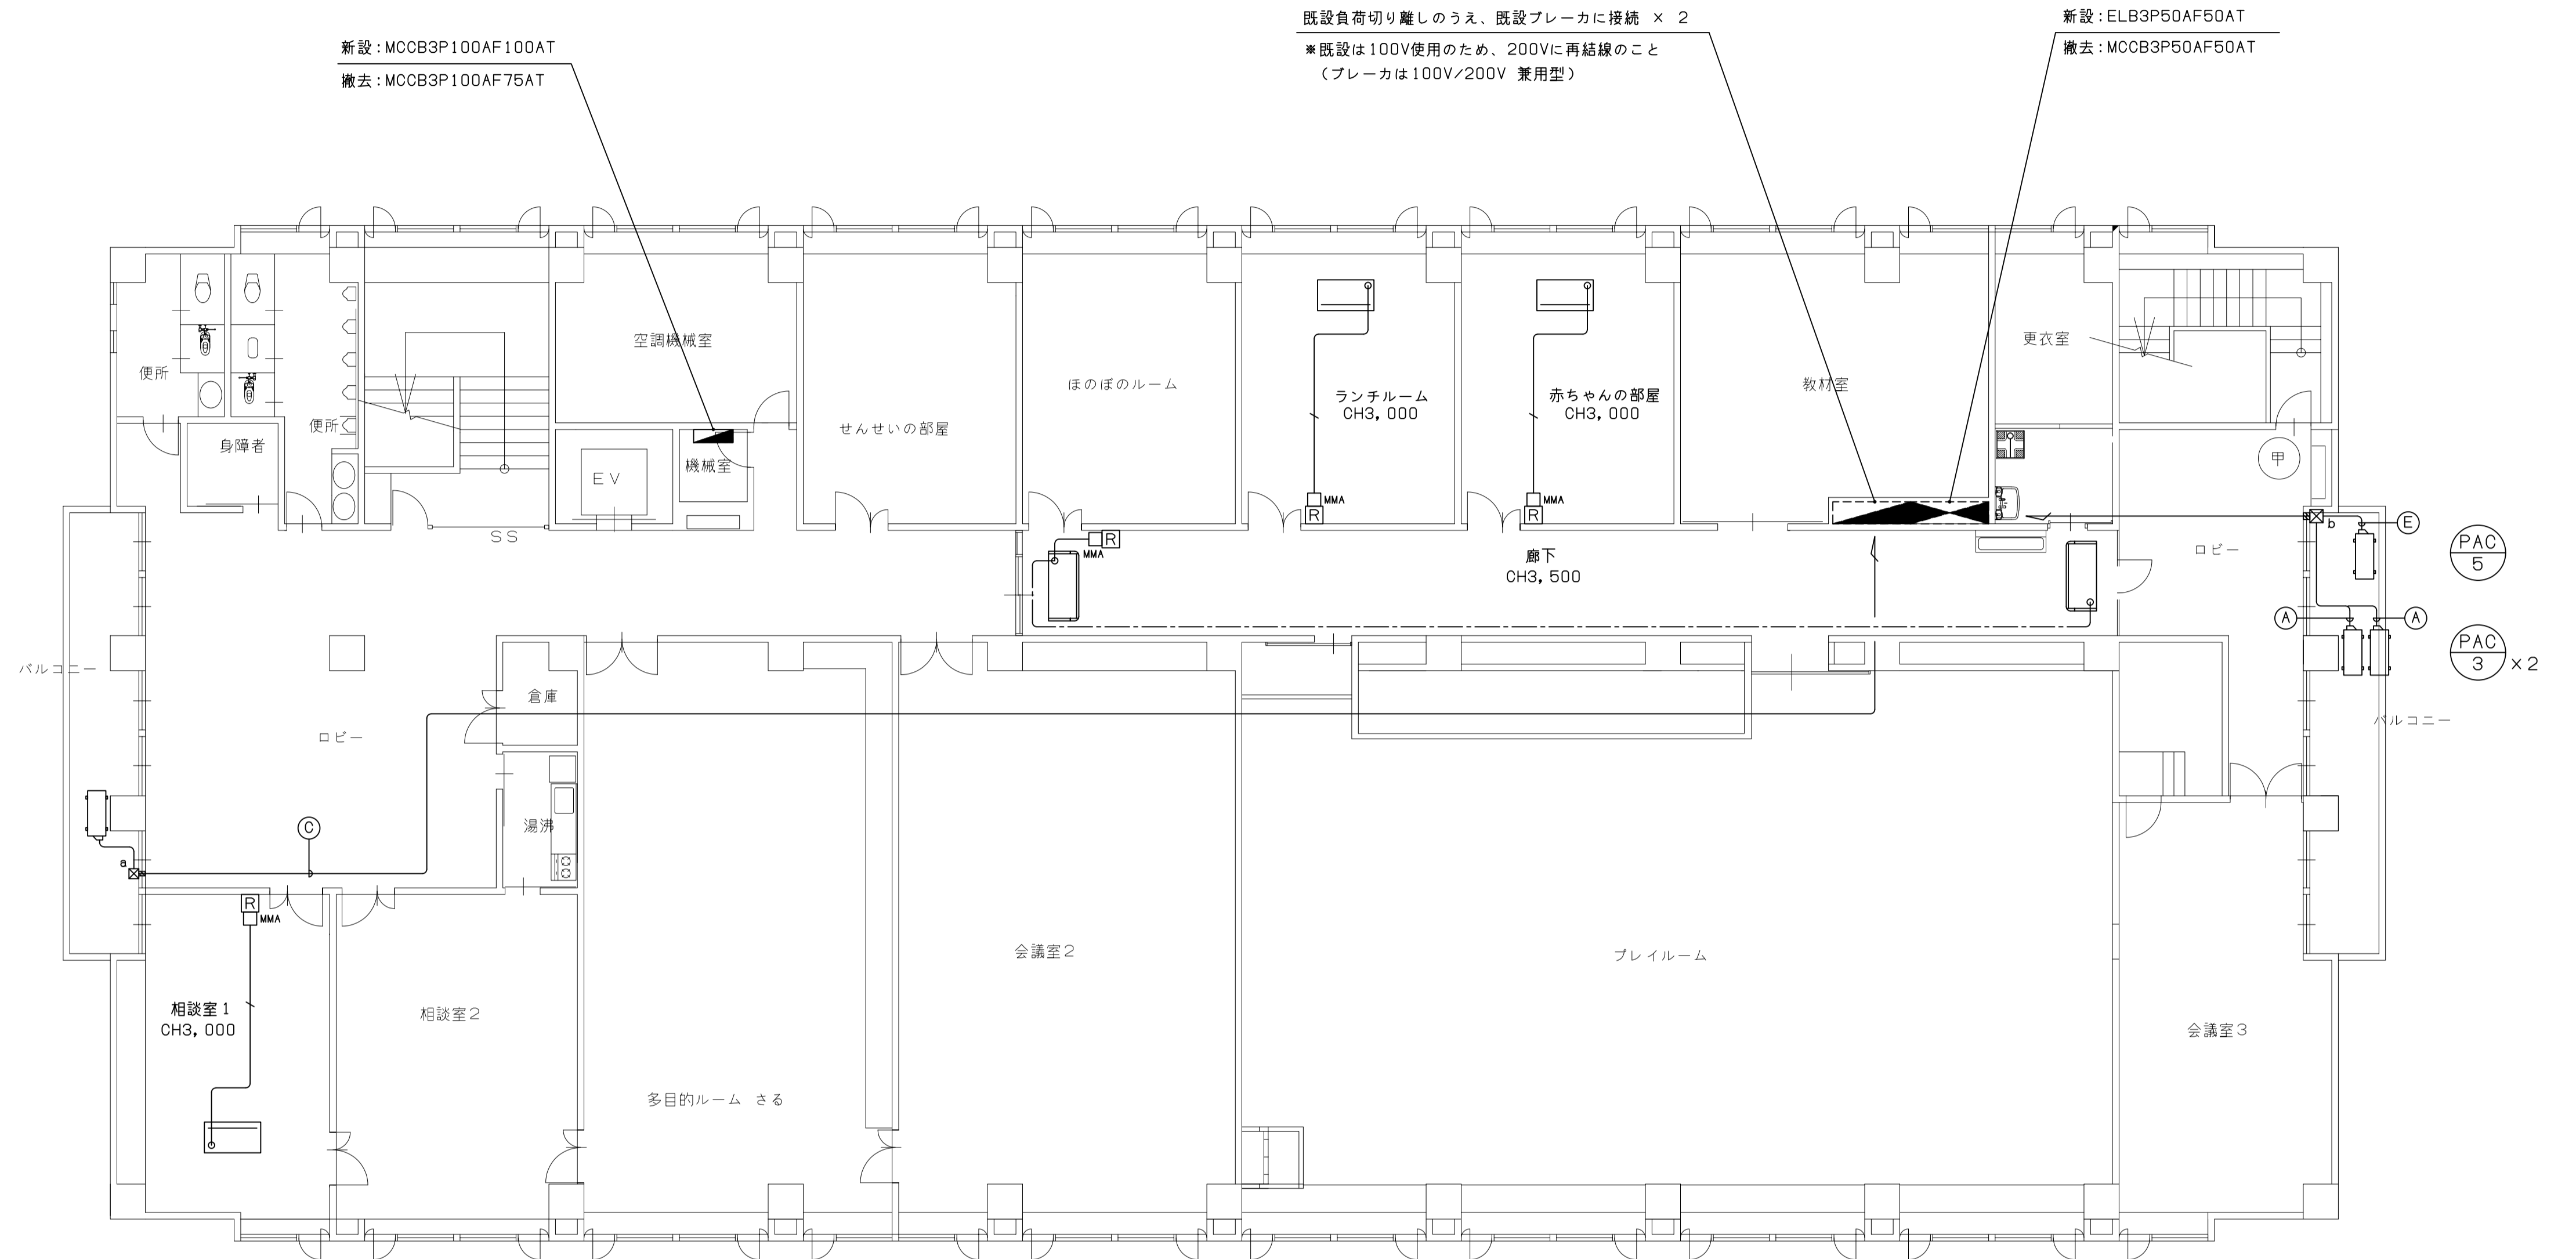 新設:MCCB3P100AF100AT
撤去:MCCB3P100AF75AT
既設負荷切り離しのうえ、既設ブレーカに接続 × 2
※既設は100V使用のため、200Vに再結線のこと
（ブレーカは100V/200V 兼用型）
新設:ELB3P50AF50AT
撤去:MCCB3P50AF50AT
便所
便所
身障者
空調機械室
EV
機械室
SS
せんせいの部屋
ほのぼのルーム
ランチルーム
CH3,000
赤ちゃんの部屋
CH3,000
教材室
更衣室
甲
MMA
R
MMA
R
R
MMA
廊下
CH3,500
ロビー
b
E
PAC
5
A
A
PAC
3
×2
バルコニー
バルコニー
ロビー
倉庫
湯沸
C
a
R
MMA
相談室1
CH3,000
相談室2
多目的ルーム さる
会議室2
プレイルーム
会議室3